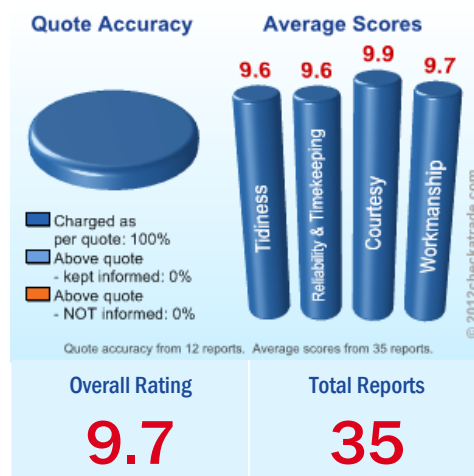 Quote Accuracy
Average Scores
9.6
9.6
9.9
9.7
Tidiness
Reliability & Timekeeping
Courtesy
Workmanship
Charged as
per quote: 100%
Above quote
- kept informed: 0%
Above quote
- NOT informed: 0%
© 2012checkatrade.com
Quote accuracy from 12 reports. Average scores from 35 reports.
Overall Rating
9.7
Total Reports
35